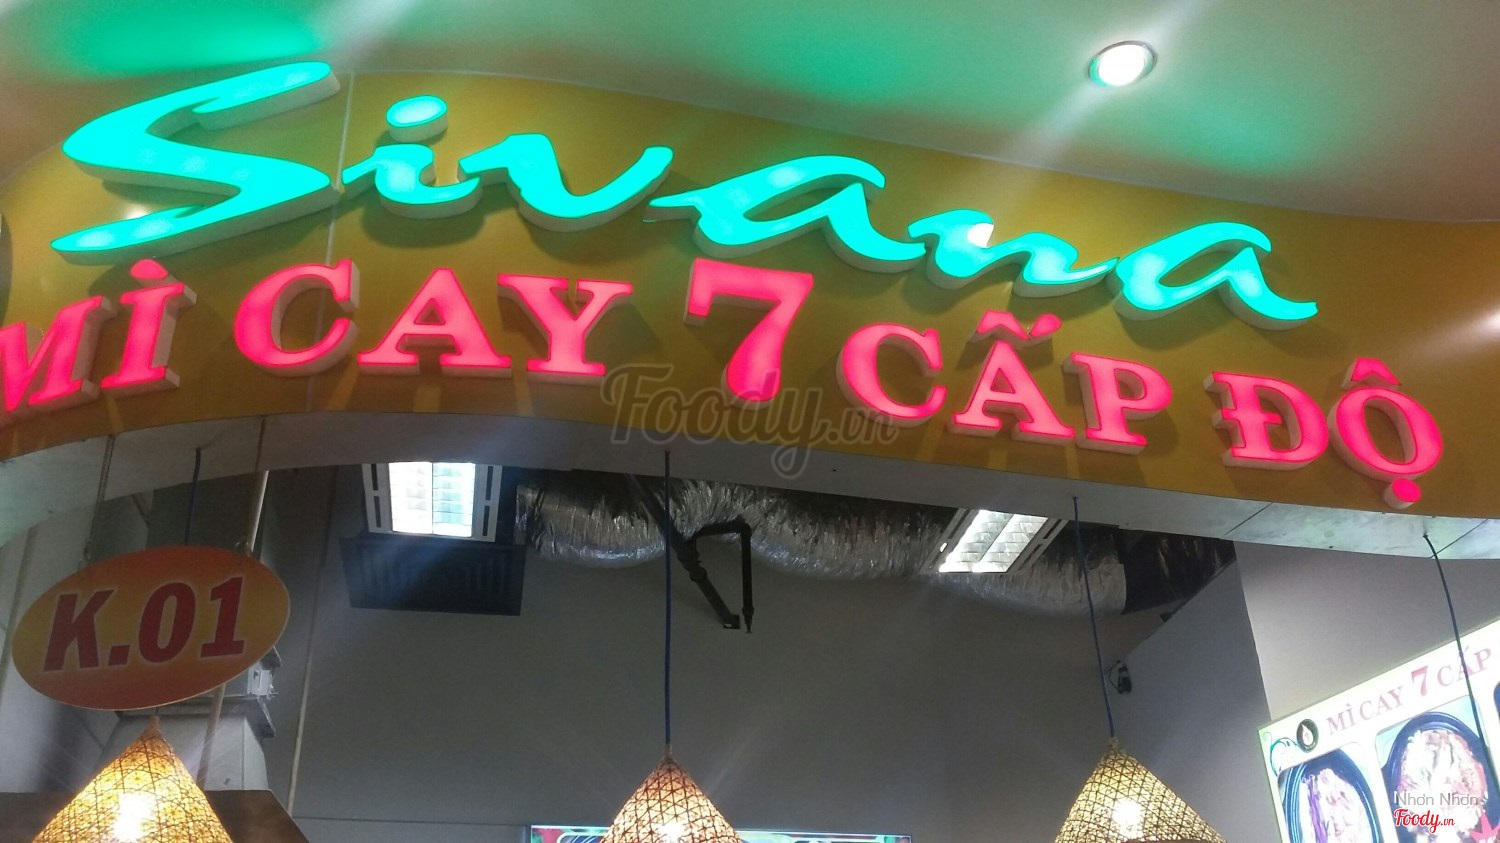 Sivana
MÌ CAY 7 CẤP ĐỘ
Foody.vn
K.01
MÌ CAY 7 CẤP
Nhơn Nhơn
Foody.vn